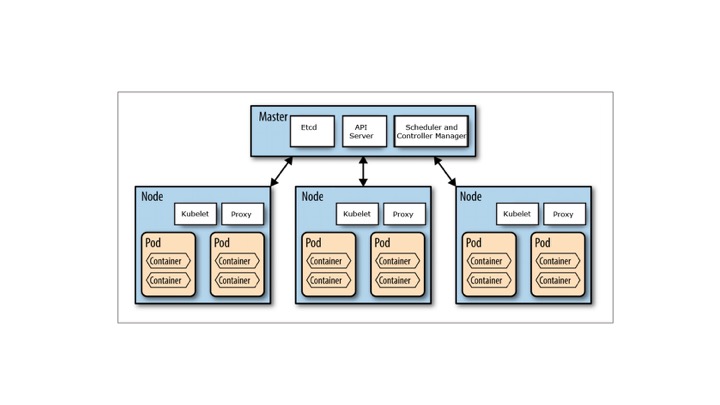 Master
Etcd
API
Server
Scheduler and
Controller Manager
Node
Kubelet
Proxy
Pod
Container
Container
Pod
Container
Container
Node
Kubelet
Proxy
Pod
Container
Container
Pod
Container
Container
Node
Kubelet
Proxy
Pod
Container
Container
Pod
Container
Container